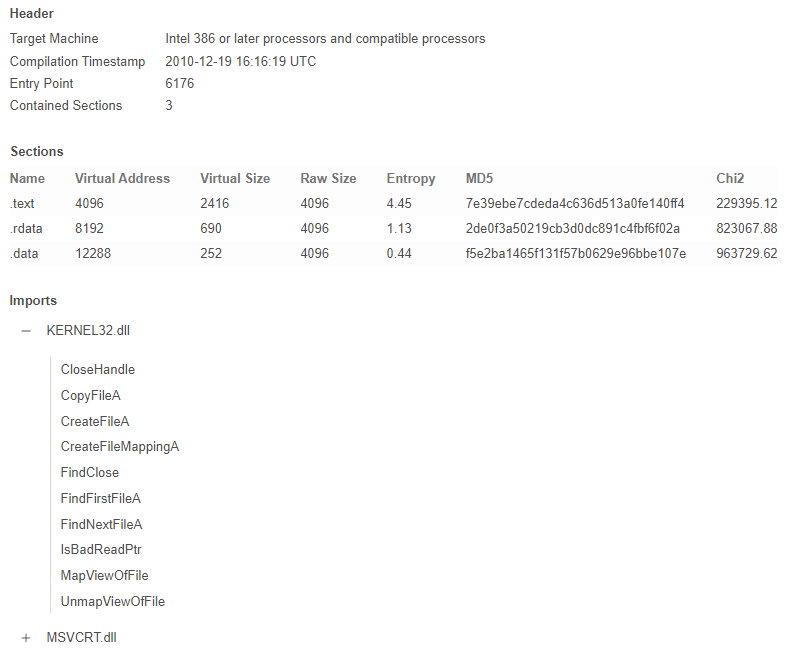 Header
Target Machine Intel 386 or later processors and compatible processors
Compilation Timestamp 2010-12-19 16:16:19 UTC
Entry Point 6176
Contained Sections 3
Sections
Name Virtual Address Virtual Size Raw Size Entropy MD5 Chi2
.text 4096 2416 4096 4.45 7e39ebe7cdeda4c636d513a0fe140ff4 229395.12
.rdata 8192 690 4096 1.13 2de0f3a50219cb3d0dc891c4fbf6f02a 823067.88
.data 12288 252 4096 0.44 f5e2ba1465f131f57b0629e96bbe107e 963729.62
Imports
− KERNEL32.dll
CloseHandle
CopyFileA
CreateFileA
CreateFileMappingA
FindClose
FindFirstFileA
FindNextFileA
IsBadReadPtr
MapViewOfFile
UnmapViewOfFile
+ MSVCRT.dll